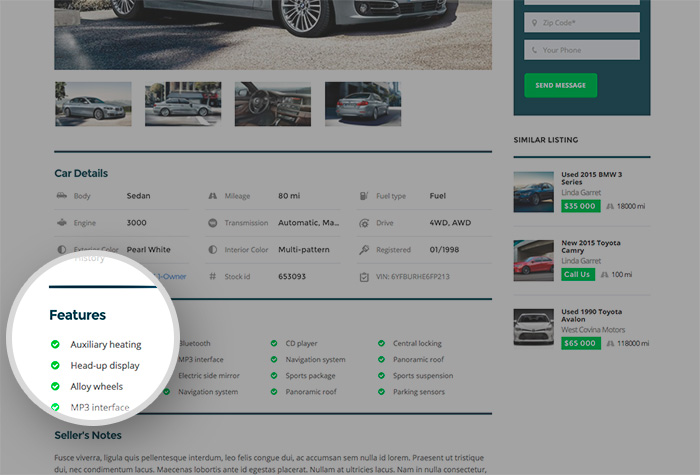 Zip Code*
Your Phone
SEND MESSAGE
SIMILAR LISTING
Used 2015 BMW 3
Series
Linda Garret
$35 000 18000 mi
New 2015 Toyota
Camry
Linda Garret
Call Us 100 mi
Used 1990 Toyota
Avalon
West Covina Motors
$65 000 118000 mi
Car Details
Body Sedan Mileage 80 mi Fuel type Fuel
Engine 3000 Transmission Automatic, Ma... Drive 4WD, AWD
Exterior Color Pearl White Interior Color Multi-pattern Registered 01/1998
History 1-Owner Stock id 653093 VIN: 6YFBURHE6FP213
Features
Auxiliary heating Bluetooth CD player Central locking
Head-up display MP3 interface Navigation system Panoramic roof
Alloy wheels Electric side mirror Sports package Sports suspension
MP3 interface Navigation system Panoramic roof Parking sensors
Seller's Notes
Fusce viverra, ligula quis pellentesque interdum, leo felis congue dui, ac accumsan sem nulla id lorem. Praesent ut tristique
dui, nec condimentum lacus. Maecenas lobortis ante id egestas placerat. Nullam at ultricies lacus. Nam in nulla consectetur,